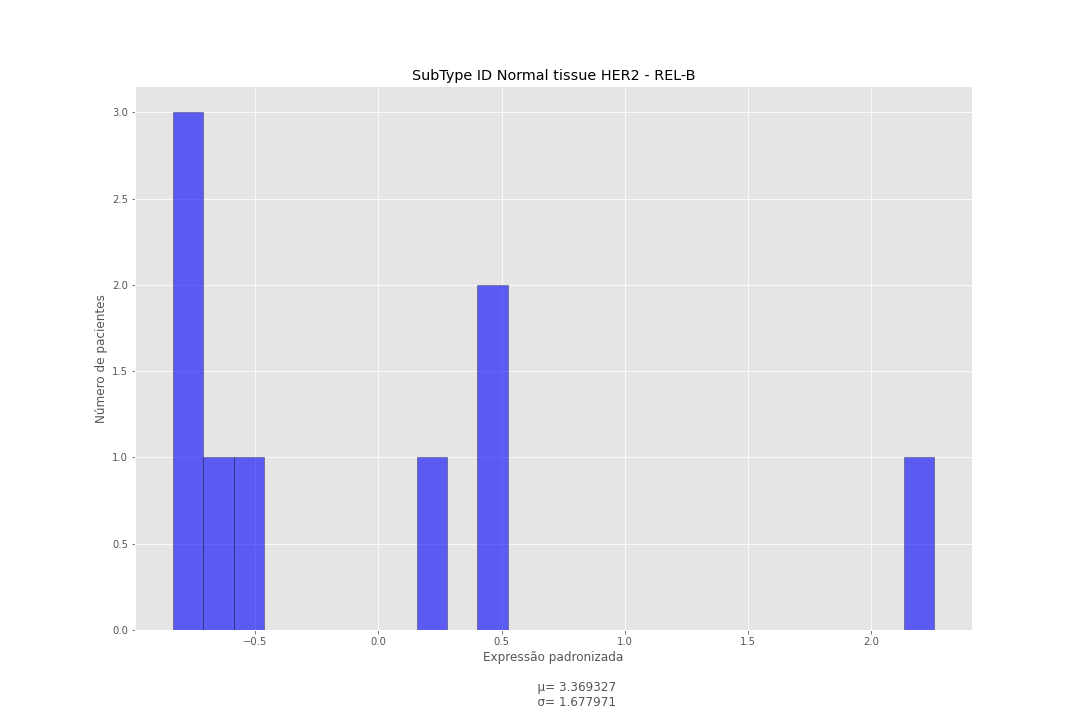 SubType ID Normal tissue HER2 - REL-B
3.0
2.5
2.0
1.5
1.0
0.5
0.0
Número de pacientes
−0.5 0.0 0.5 1.0 1.5 2.0
Expressão padronizada
μ= 3.369327
σ= 1.677971